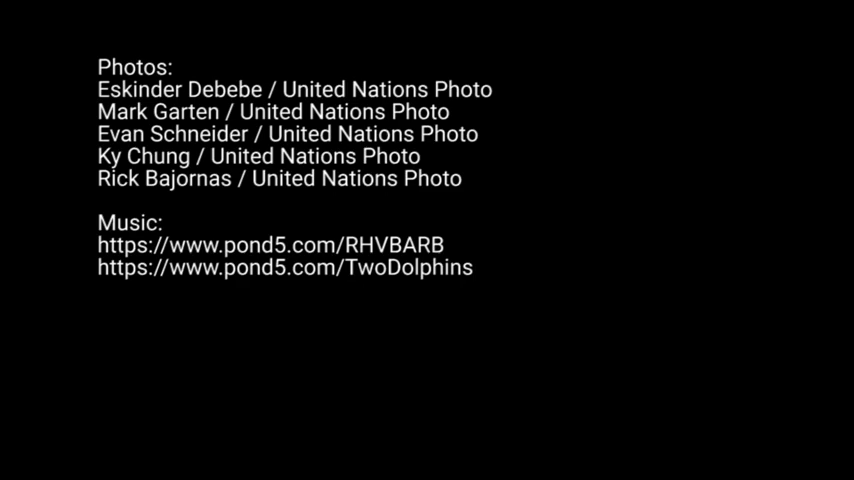 Photos:
Eskinder Debebe / United Nations Photo
Mark Garten / United Nations Photo
Evan Schneider / United Nations Photo
Ky Chung / United Nations Photo
Rick Bajornas / United Nations Photo
Music:
https://www.pond5.com/RHVBARB
https://www.pond5.com/TwoDolphins